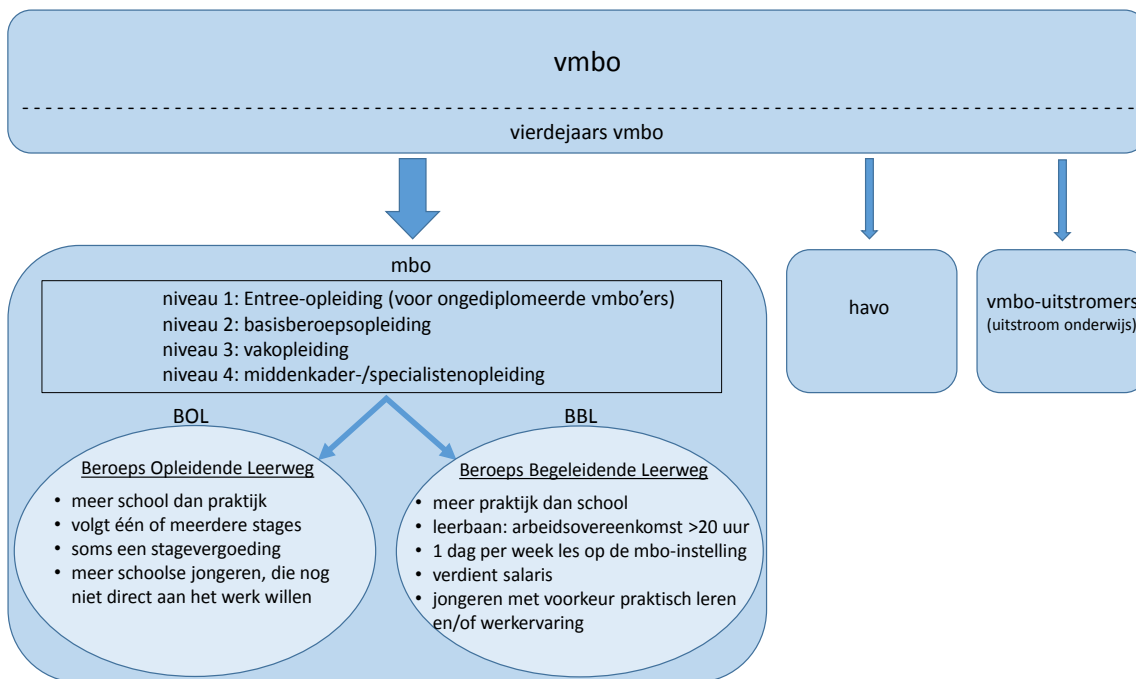 vmbo
vierdejaars vmbo
mbo
niveau 1: Entree-opleiding (voor ongediplomeerde vmbo'ers)
niveau 2: basisberoepsopleiding
niveau 3: vakopleiding
niveau 4: middenkader-/specialistenopleiding
havo
vmbo-uitstromers
(uitstroom onderwijs)
BOL
Beroeps Opleidende Leerweg
• meer school dan praktijk
• volgt één of meerdere stages
• soms een stagevergoeding
• meer schoolse jongeren, die nog
niet direct aan het werk willen
BBL
Beroeps Begeleidende Leerweg
• meer praktijk dan school
• leerbaan: arbeidsovereenkomst >20 uur
• 1 dag per week les op de mbo-instelling
• verdient salaris
• jongeren met voorkeur praktisch leren
en/of werkervaring